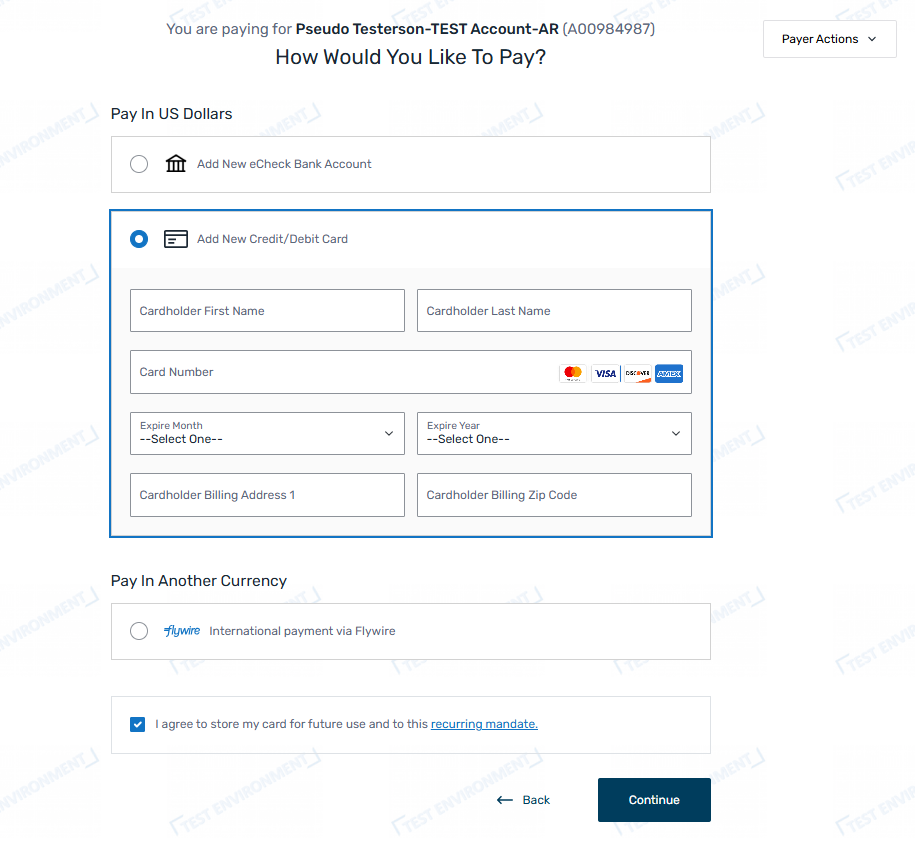 You are paying for Pseudo Testerson-TEST Account-AR (A00984987)
Payer Actions
How Would You Like To Pay?
Pay In US Dollars
Add New eCheck Bank Account
Add New Credit/Debit Card
Cardholder First Name
Cardholder Last Name
Card Number
VISA
DISCOVER
AMEX
Expire Month
--Select One--
Expire Year
--Select One--
Cardholder Billing Address 1
Cardholder Billing Zip Code
Pay In Another Currency
flywire International payment via Flywire
I agree to store my card for future use and to this recurring mandate.
Back
Continue
TEST ENVIRONMENT